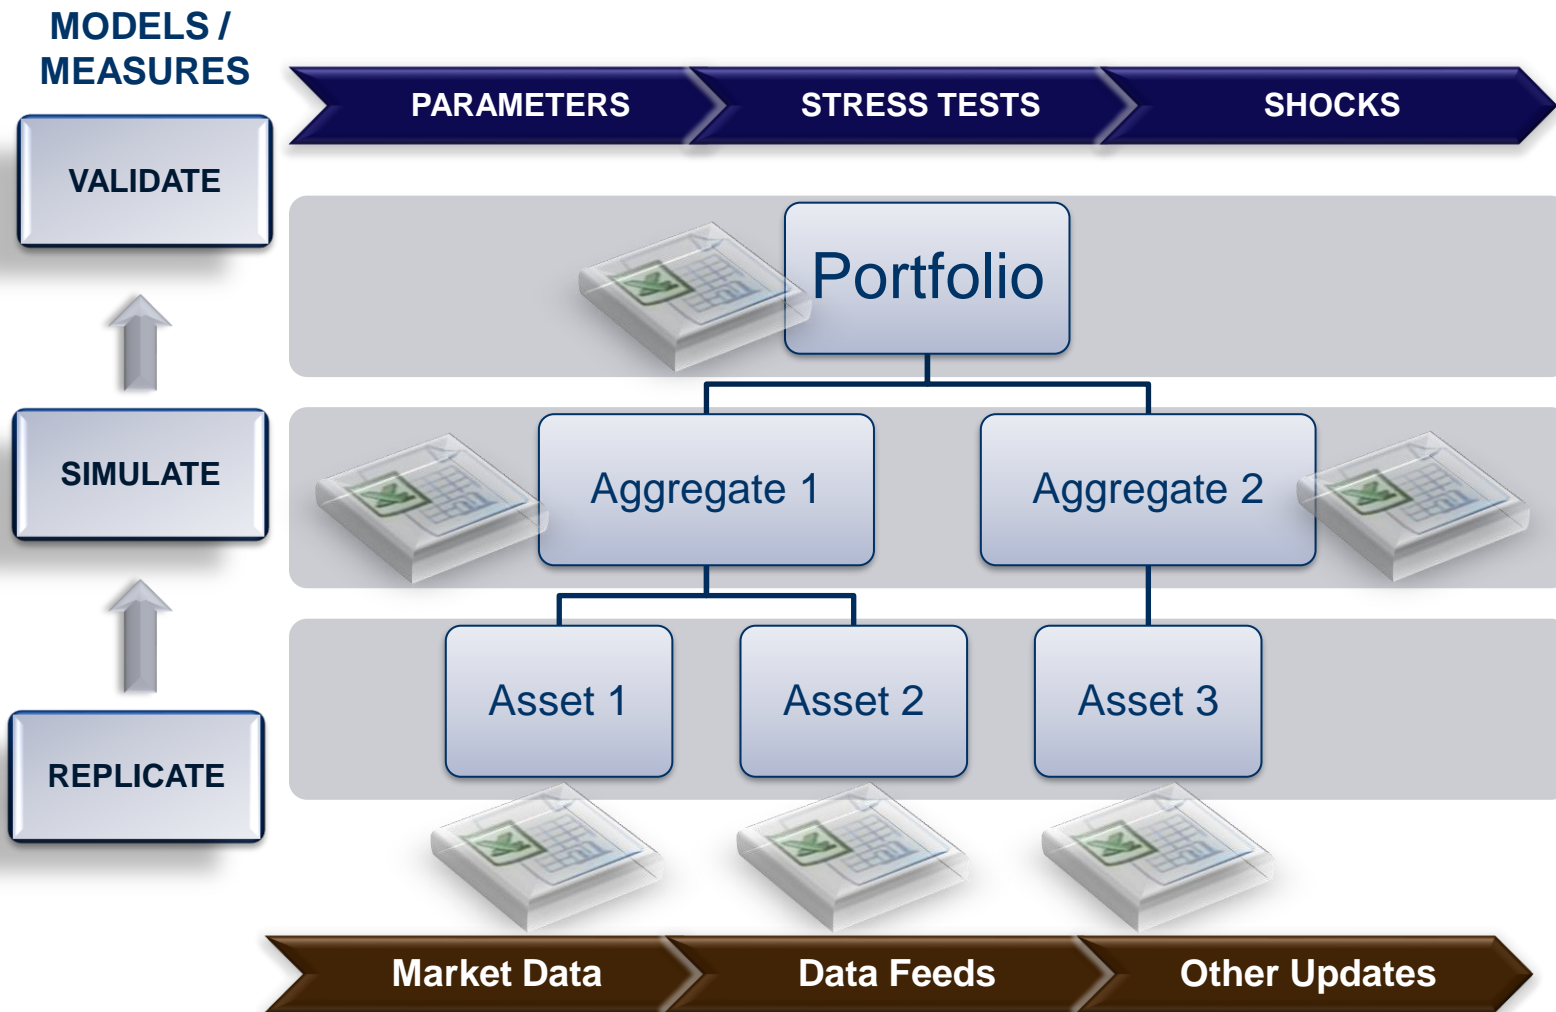 MODELS /
MEASURES
PARAMETERS
STRESS TESTS
SHOCKS
VALIDATE
Portfolio
SIMULATE
Aggregate 1
Aggregate 2
REPLICATE
Asset 1
Asset 2
Asset 3
Market Data
Data Feeds
Other Updates